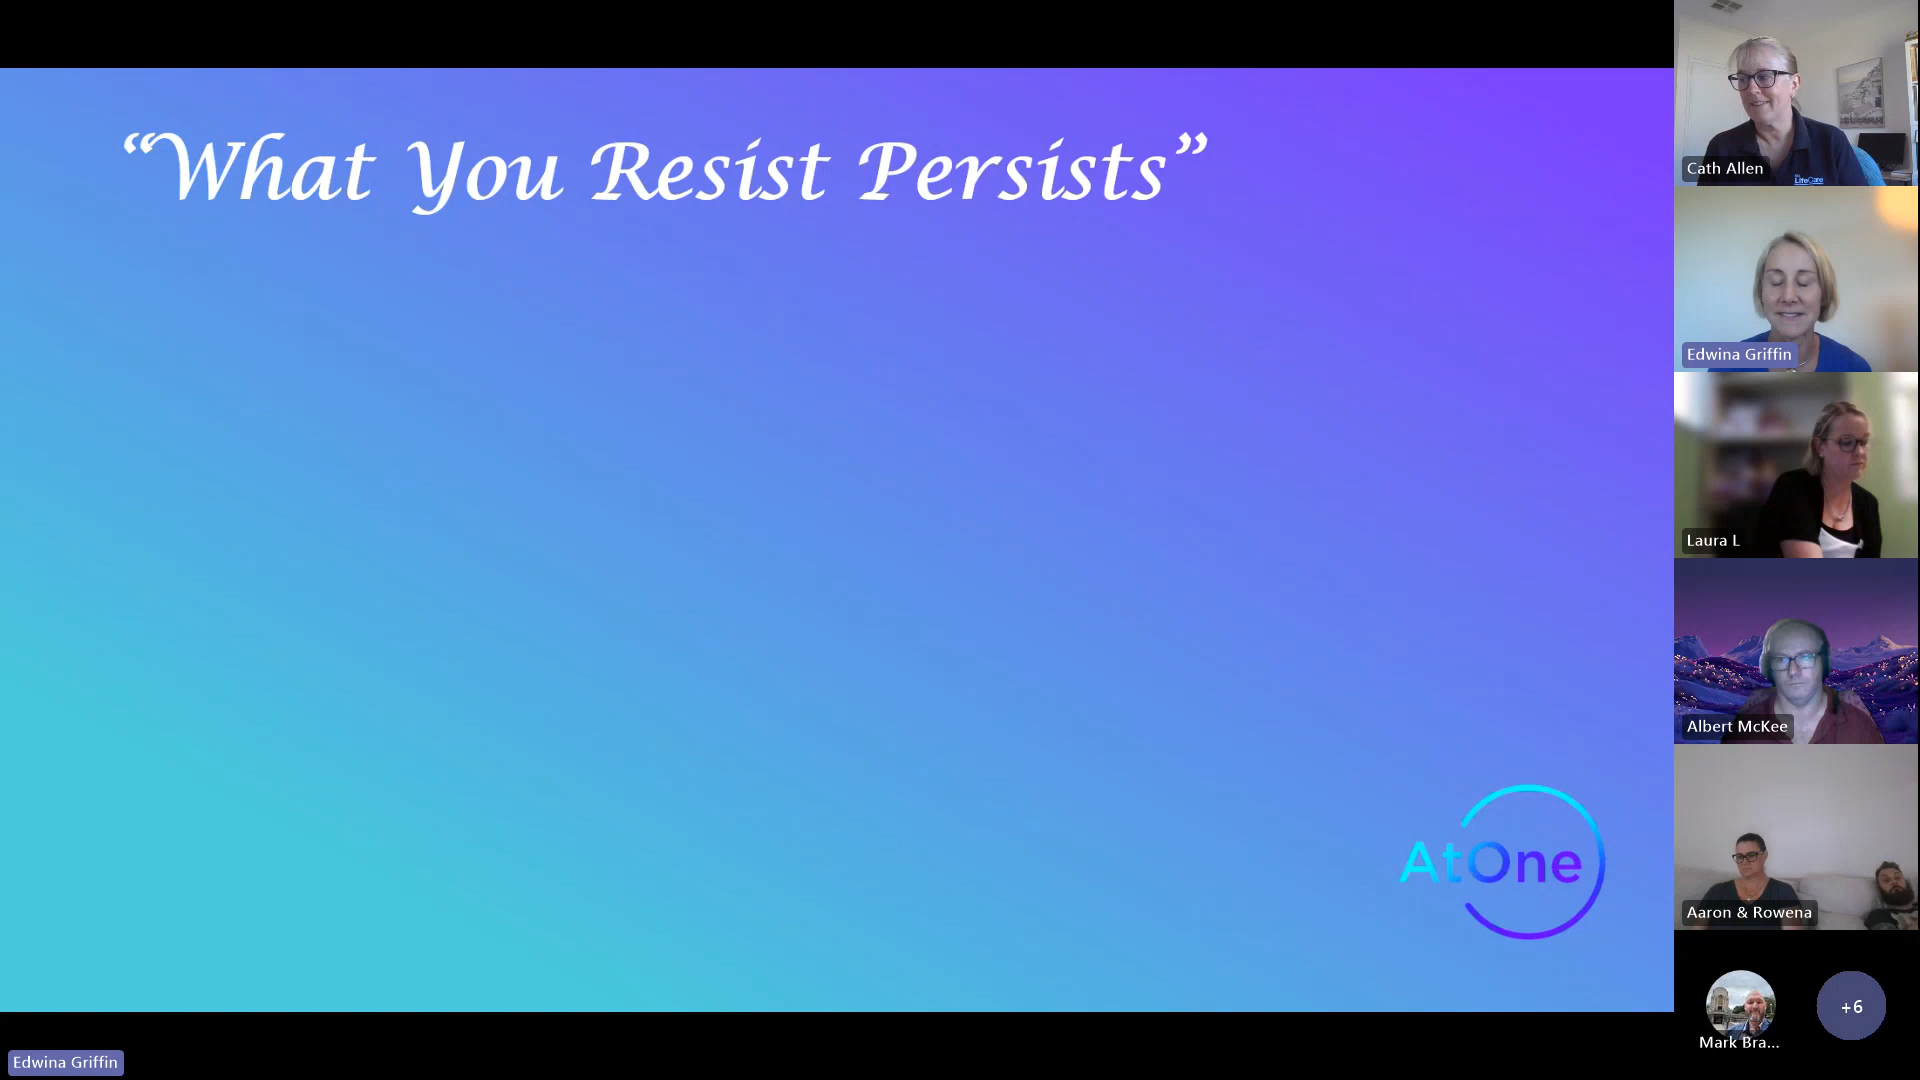 “What You Resist Persists”
AtOne
Cath Allen
LifeCare
Edwina Griffin
Laura L
Albert McKee
Aaron & Rowena
Mark Bra...
+6
Edwina Griffin